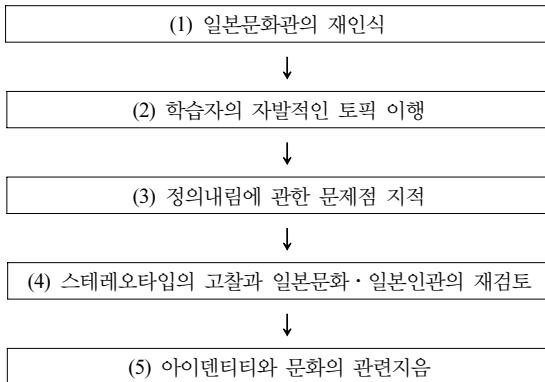 (1) 일본문화관의 재인식
↓
(2) 학습자의 자발적인 토픽 이행
↓
(3) 정의내림에 관한 문제점 지적
↓
(4) 스테레오타입의 고찰과 일본문화・일본인관의 재검토
↓
(5) 아이덴티티와 문화의 관련지음